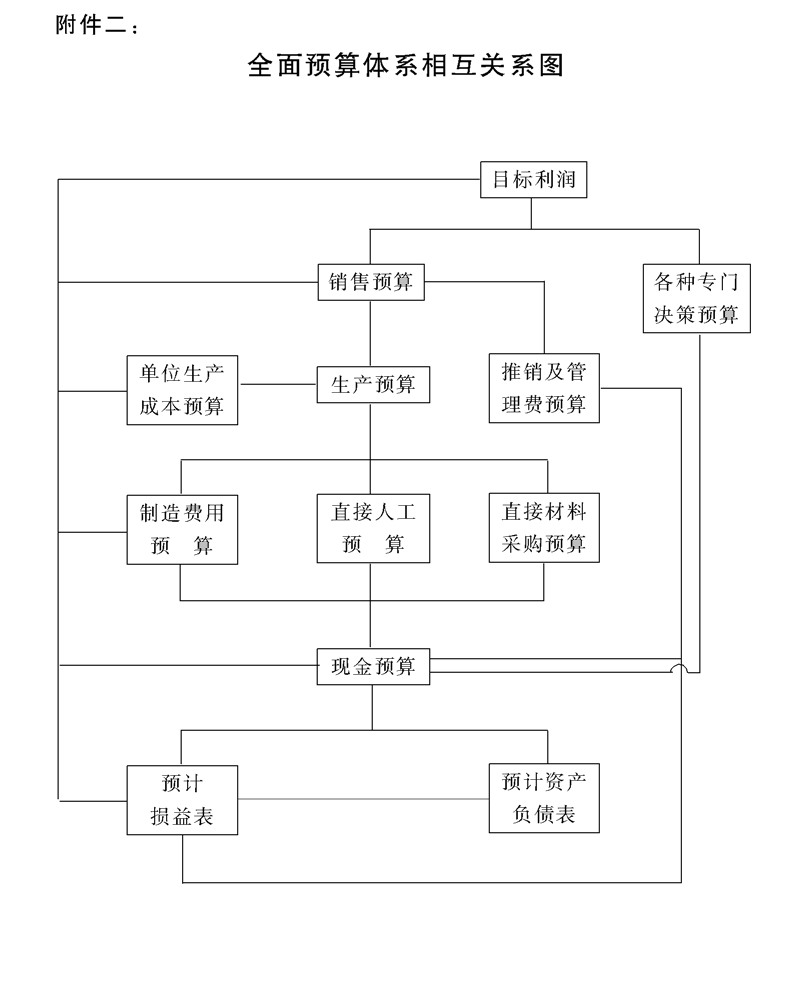 附件二：
全面预算体系相互关系图
目标利润
销售预算
各种专门
决策预算
单位生产
成本预算
生产预算
推销及管
理费预算
制造费用
预 算
直接人工
预 算
直接材料
采购预算
现金预算
预计
损益表
预计资产
负债表